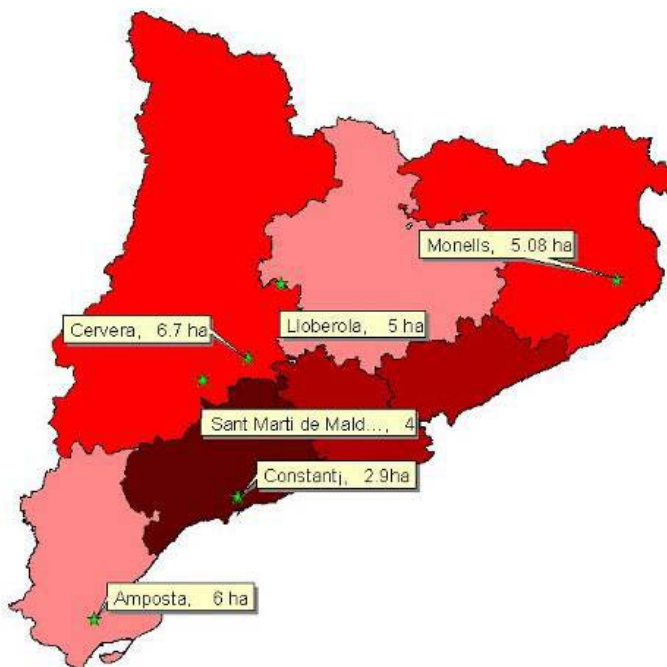 Monells, 5.08 ha
Lloberola, 5 ha
Cervera, 6.7 ha
Sant Marti de Mald..., 4
Constant¡, 2.9ha
Amposta, 6 ha